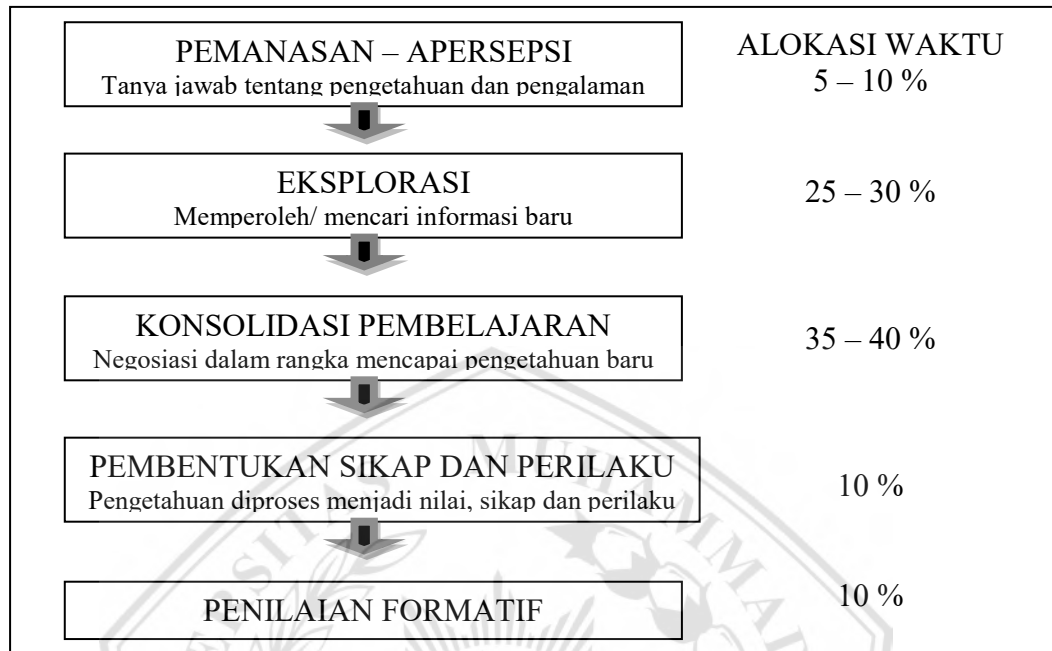 PEMANASAN – APERSEPSI
Tanya jawab tentang pengetahuan dan pengalaman
ALOKASI WAKTU
5 – 10 %
EKSPLORASI
Memperoleh/ mencari informasi baru
25 – 30 %
KONSOLIDASI PEMBELAJARAN
Negosiasi dalam rangka mencapai pengetahuan baru
35 – 40 %
PEMBENTUKAN SIKAP DAN PERILAKU
Pengetahuan diproses menjadi nilai, sikap dan perilaku
10 %
PENILAIAN FORMATIF
10 %